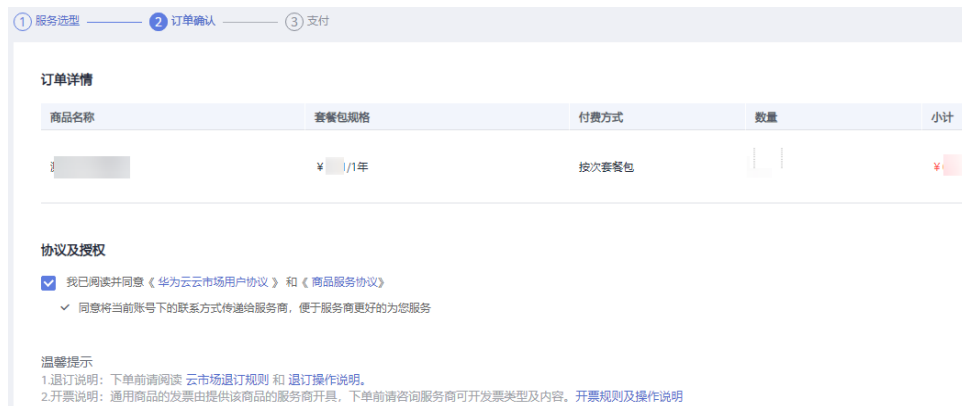 1 服务选型 2 订单确认 3 支付
订单详情
商品名称 套餐包规格 付费方式 数量 小计
¥ /1年 按次套餐包 ¥
协议及授权
我已阅读并同意《 华为云云市场用户协议 》 和《 商品服务协议》
同意将当前账号下的联系方式传递给服务商，便于服务商更好的为您服务
温馨提示
1.退订说明：下单前请阅读 云市场退订规则 和 退订操作说明。
2.开票说明：通用商品的发票由提供该商品的服务商开具，下单前请咨询服务商可开发票类型及内容。开票规则及操作说明